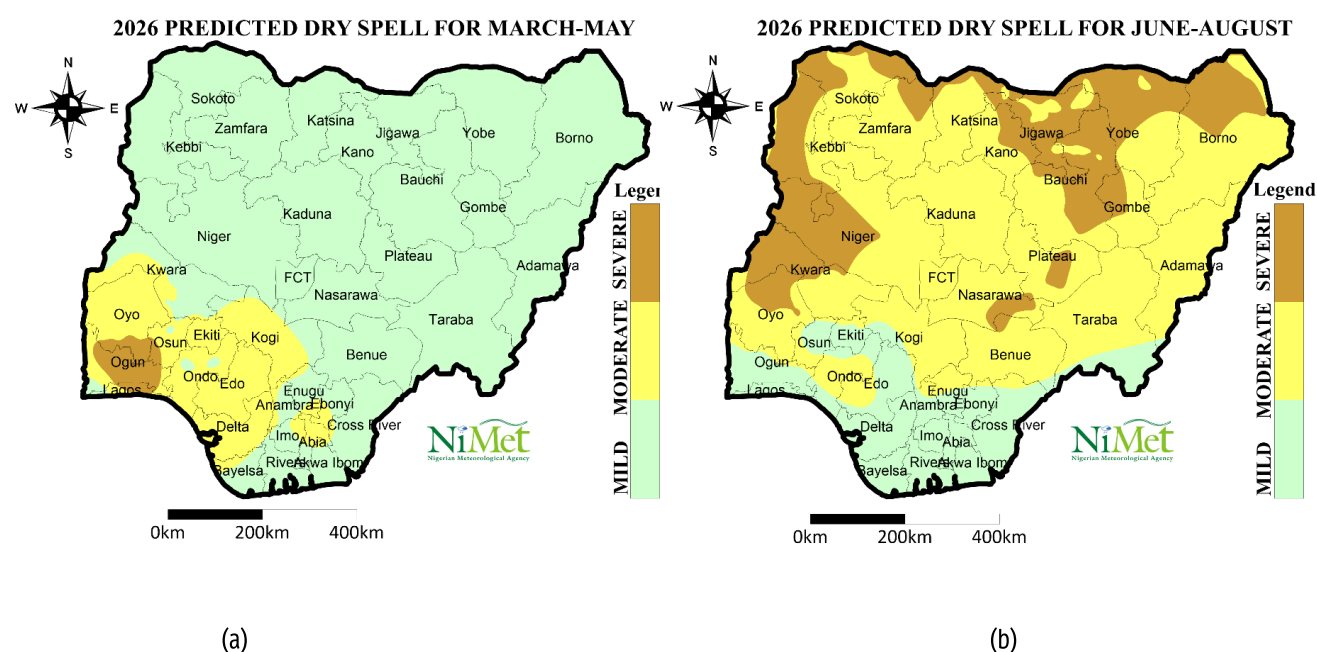 2026 PREDICTED DRY SPELL FOR MARCH-MAY
N
W
E
S
Sokoto
Zamfara
Kebbi
Katsina
Jigawa
Kano
Yobe
Borno
Bauchi
Gombe
Kaduna
Niger
Plateau
Adamawa
Kwara
FCT
Nasarawa
Oyo
Taraba
Osun
Ekiti
Kogi
Benue
Ogun
Ondo
Edo
Lagos
Enugu
Anambra
Ebonyi
Delta
Cross River
Imo
Abia
Bayelsa
Rivers
Akwa Ibom
NiMet
Nigerian Meteorological Agency
Leger
SEVERE
MODERATE
MILD
0km 200km 400km
(a)
2026 PREDICTED DRY SPELL FOR JUNE-AUGUST
N
W
E
S
Sokoto
Zamfara
Kebbi
Katsina
Jigawa
Kano
Yobe
Borno
Bauchi
Gombe
Kaduna
Niger
Plateau
Adamawa
Kwara
FCT
Nasarawa
Oyo
Taraba
Osun
Ekiti
Kogi
Benue
Ogun
Ondo
Edo
Lagos
Enugu
Anambra
Ebonyi
Delta
Cross River
Imo
Abia
Bayelsa
Rivers
Akwa Ibom
NiMet
Nigerian Meteorological Agency
Legend
SEVERE
MODERATE
MILD
0km 200km 400km
(b)